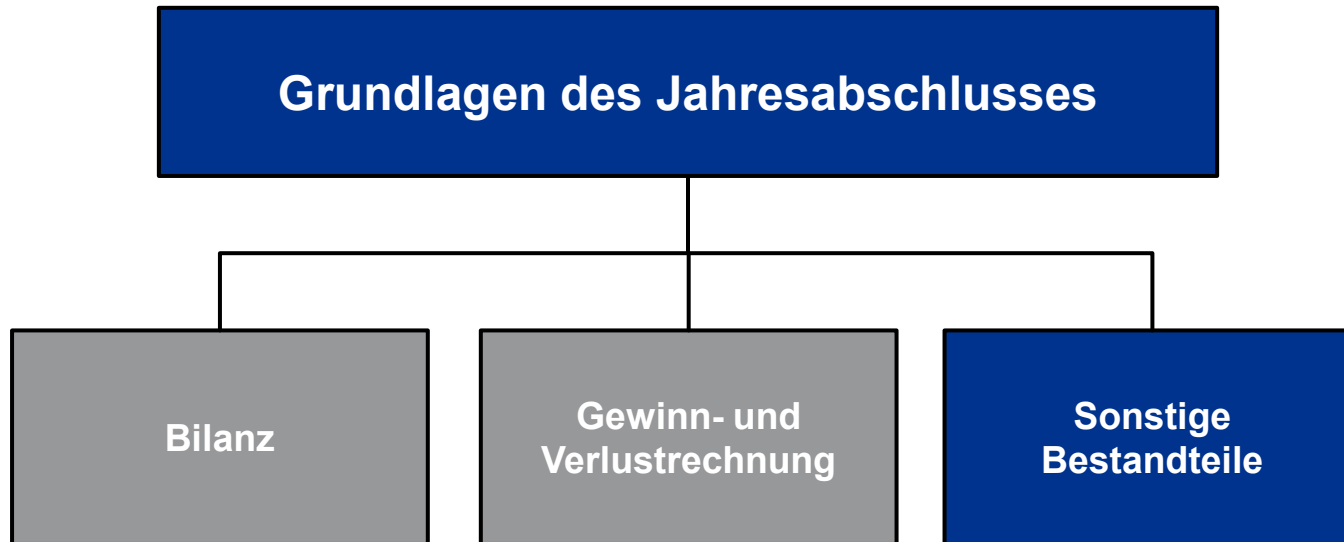 Grundlagen des Jahresabschlusses
Bilanz
Gewinn- und
Verlustrechnung
Sonstige
Bestandteile